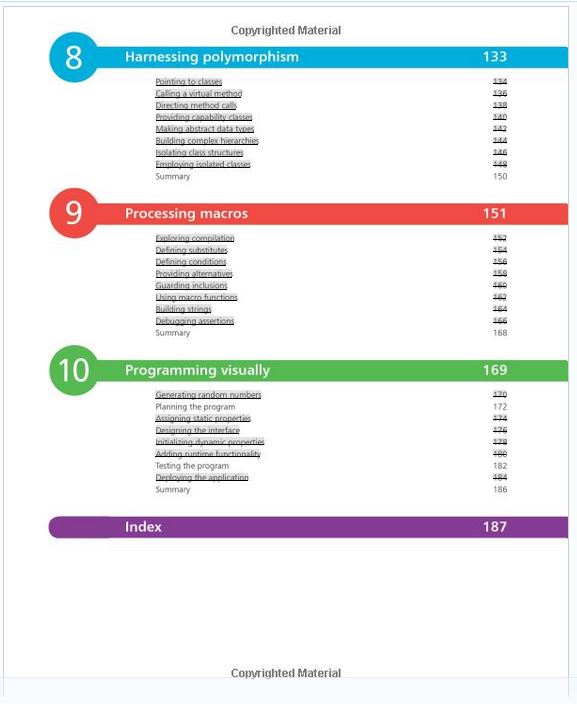 Copyrighted Material
8 Harnessing polymorphism 133
Pointing to classes 134
Calling a virtual method 136
Directing method calls 138
Providing capability classes 140
Making abstract data types 142
Building complex hierarchies 144
Isolating class structures 146
Employing isolated classes 148
Summary 150
9 Processing macros 151
Exploring compilation 152
Defining substitutes 154
Defining conditions 156
Providing alternatives 158
Guarding inclusions 160
Using macro functions 162
Building strings 164
Debugging assertions 166
Summary 168
10 Programming visually 169
Generating random numbers 170
Planning the program 172
Assigning static properties 174
Designing the interface 176
Initializing dynamic properties 178
Adding runtime functionality 180
Testing the program 182
Deploying the application 184
Summary 186
Index 187
Copyrighted Material